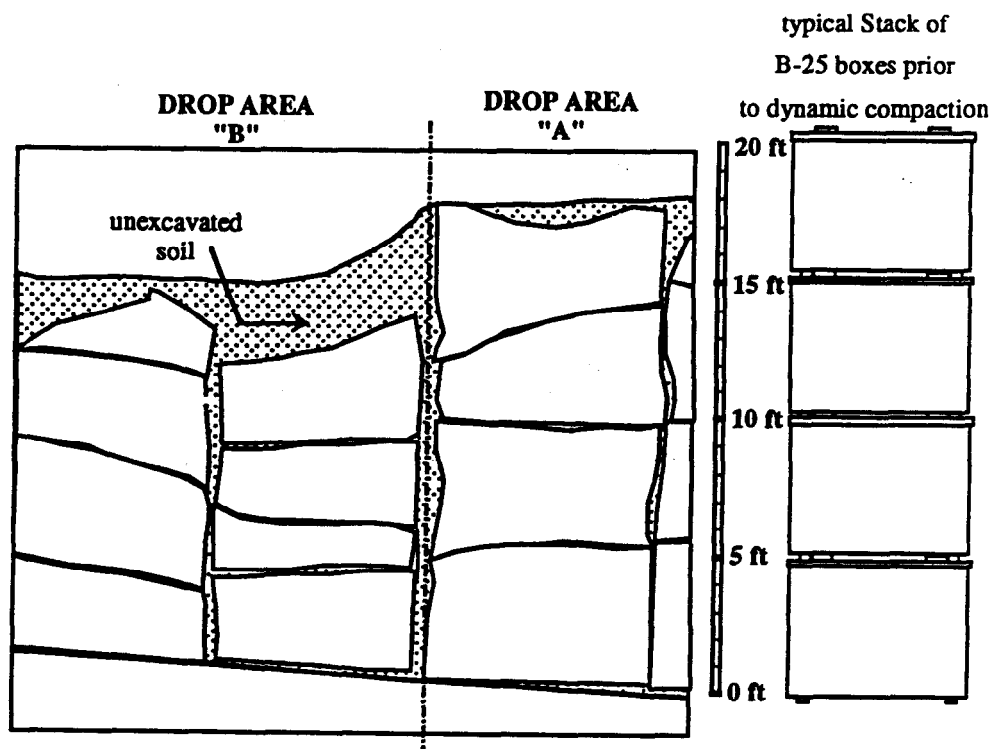 typical Stack of
B-25 boxes prior
to dynamic compaction
DROP AREA
"B"
DROP AREA
"A"
unexcavated
soil
20 ft
15 ft
10 ft
5 ft
0 ft